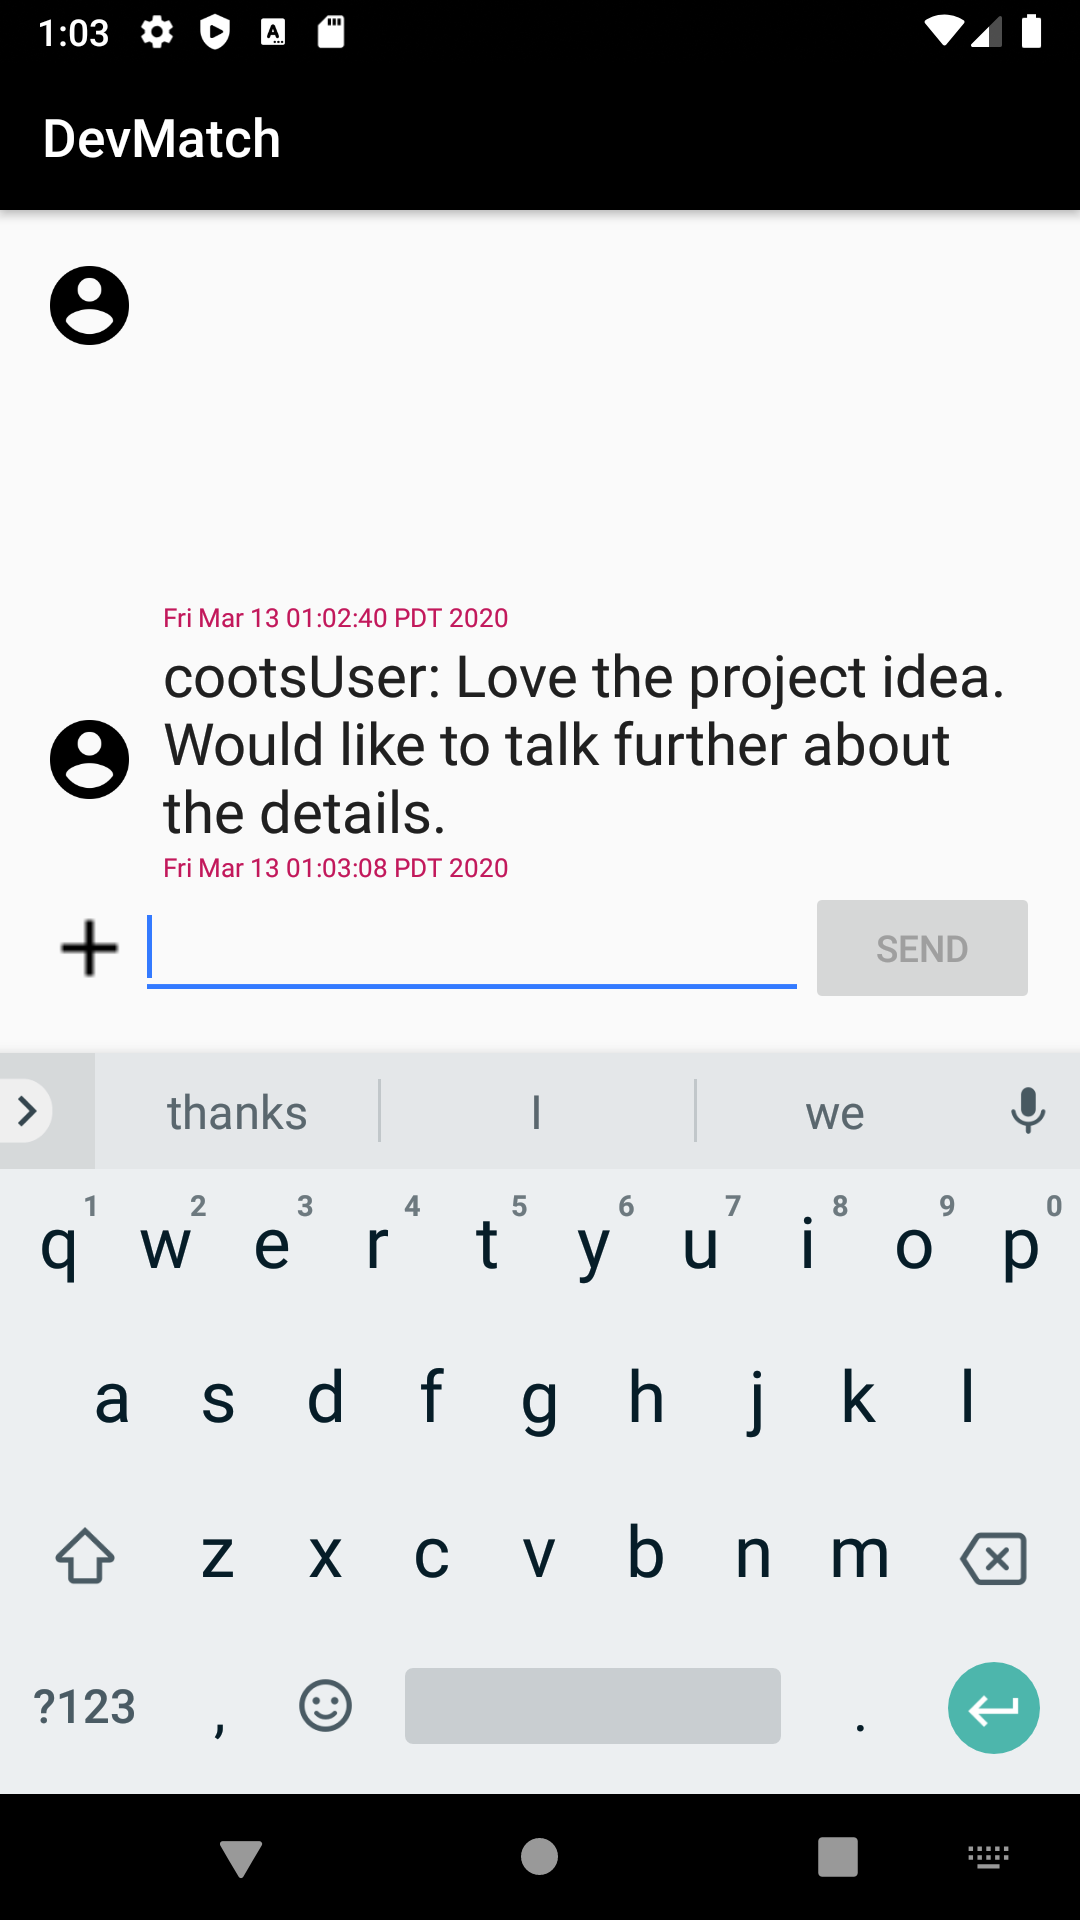 1:03
DevMatch
Fri Mar 13 01:02:40 PDT 2020
cootsUser: Love the project idea.
Would like to talk further about
the details.
Fri Mar 13 01:03:08 PDT 2020
SEND
thanks I we
1 2 3 4 5 6 7 8 9 0
q w e r t y u i o p
a s d f g h j k l
z x c v b n m
?123 , .